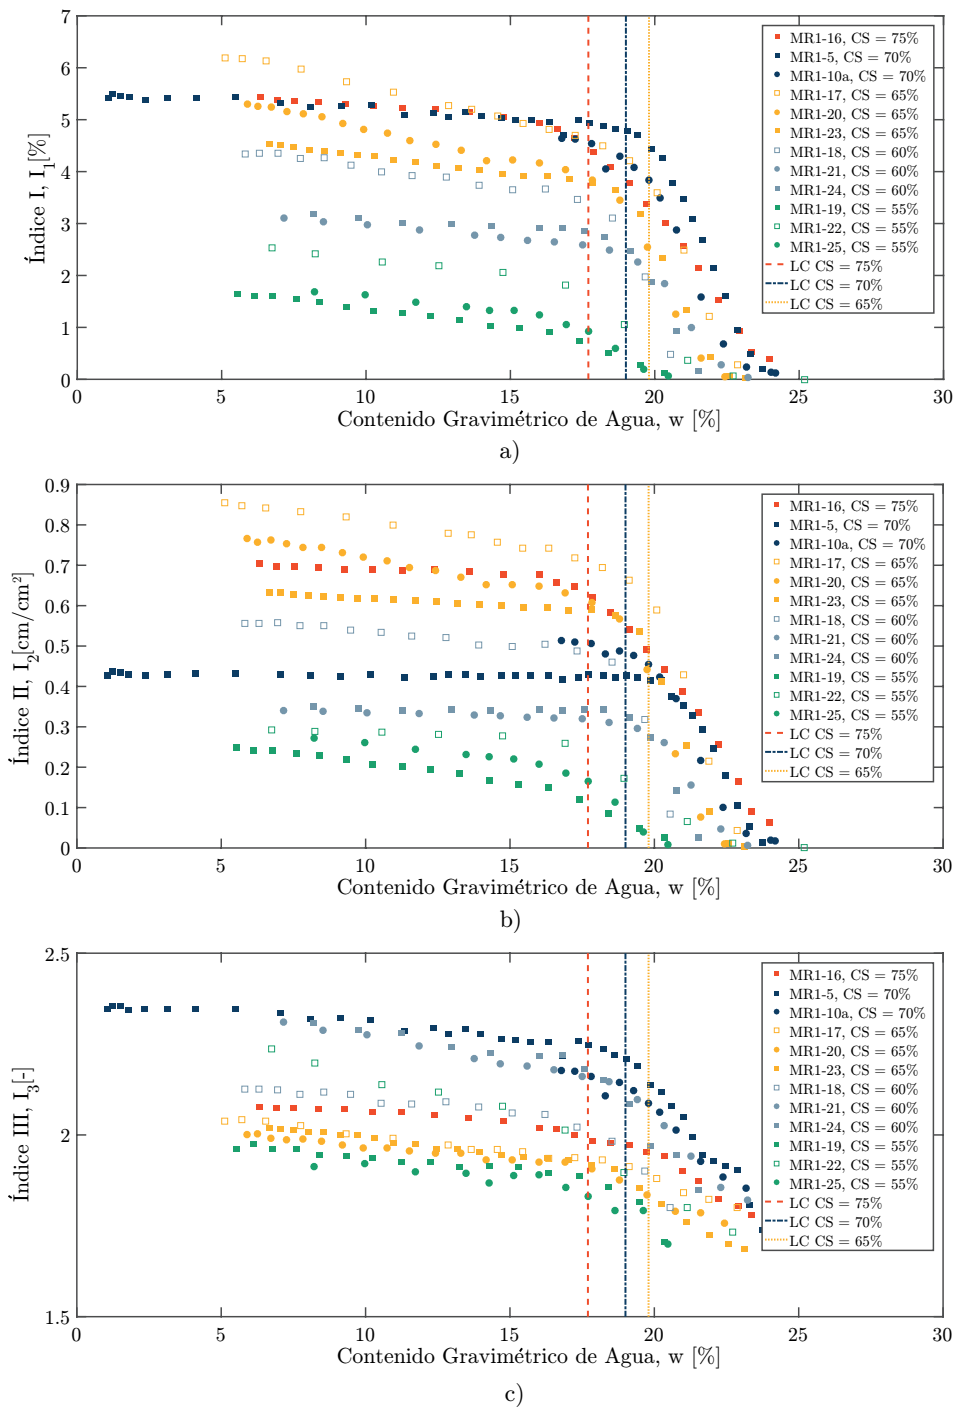 7
6
5
4
3
2
1
0
Índice I, I₁[%]
MR1-16, CS = 75%
MR1-5, CS = 70%
MR1-10a, CS = 70%
MR1-17, CS = 65%
MR1-20, CS = 65%
MR1-23, CS = 65%
MR1-18, CS = 60%
MR1-21, CS = 60%
MR1-24, CS = 60%
MR1-19, CS = 55%
MR1-22, CS = 55%
MR1-25, CS = 55%
LC CS = 75%
LC CS = 70%
LC CS = 65%
0 5 10 15 20 25 30
Contenido Gravimétrico de Agua, w [%]
a)
0.9
0.8
0.7
0.6
0.5
0.4
0.3
0.2
0.1
0
Índice II, I₂[cm/cm²]
MR1-16, CS = 75%
MR1-5, CS = 70%
MR1-10a, CS = 70%
MR1-17, CS = 65%
MR1-20, CS = 65%
MR1-23, CS = 65%
MR1-18, CS = 60%
MR1-21, CS = 60%
MR1-24, CS = 60%
MR1-19, CS = 55%
MR1-22, CS = 55%
MR1-25, CS = 55%
LC CS = 75%
LC CS = 70%
LC CS = 65%
0 5 10 15 20 25 30
Contenido Gravimétrico de Agua, w [%]
b)
2.5
2
1.5
Índice III, I₃[-]
MR1-16, CS = 75%
MR1-5, CS = 70%
MR1-10a, CS = 70%
MR1-17, CS = 65%
MR1-20, CS = 65%
MR1-23, CS = 65%
MR1-18, CS = 60%
MR1-21, CS = 60%
MR1-24, CS = 60%
MR1-19, CS = 55%
MR1-22, CS = 55%
MR1-25, CS = 55%
LC CS = 75%
LC CS = 70%
LC CS = 65%
0 5 10 15 20 25 30
Contenido Gravimétrico de Agua, w [%]
c)